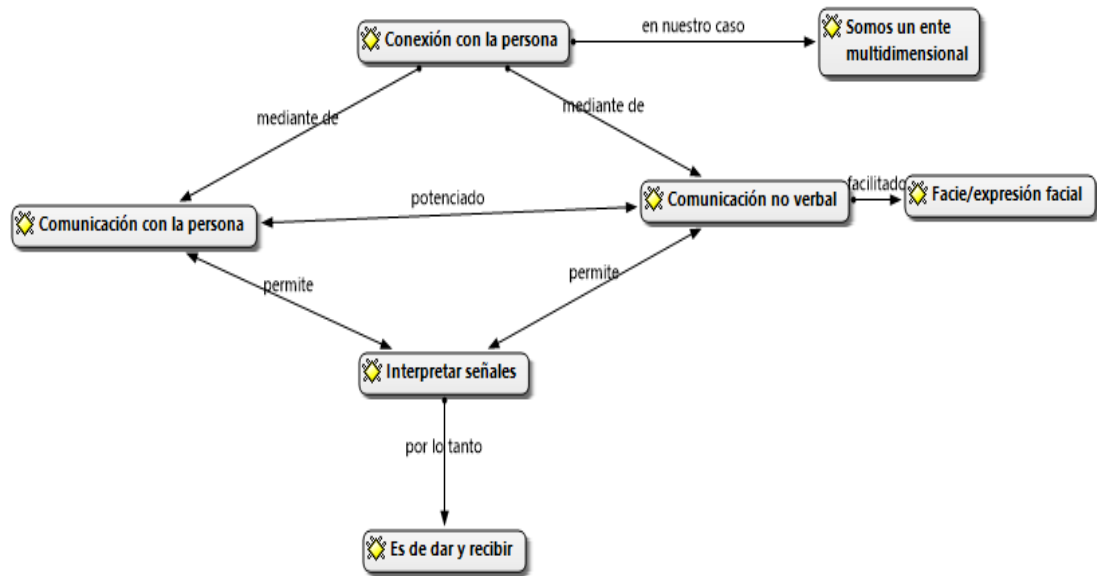 en nuestro caso
Conexión con la persona
Somos un ente
multidimensional
mediante de
mediante de
facilitado
potenciado
Comunicación no verbal
Facie/expresión facial
Comunicación con la persona
permite
permite
Interpretar señales
por lo tanto
Es de dar y recibir